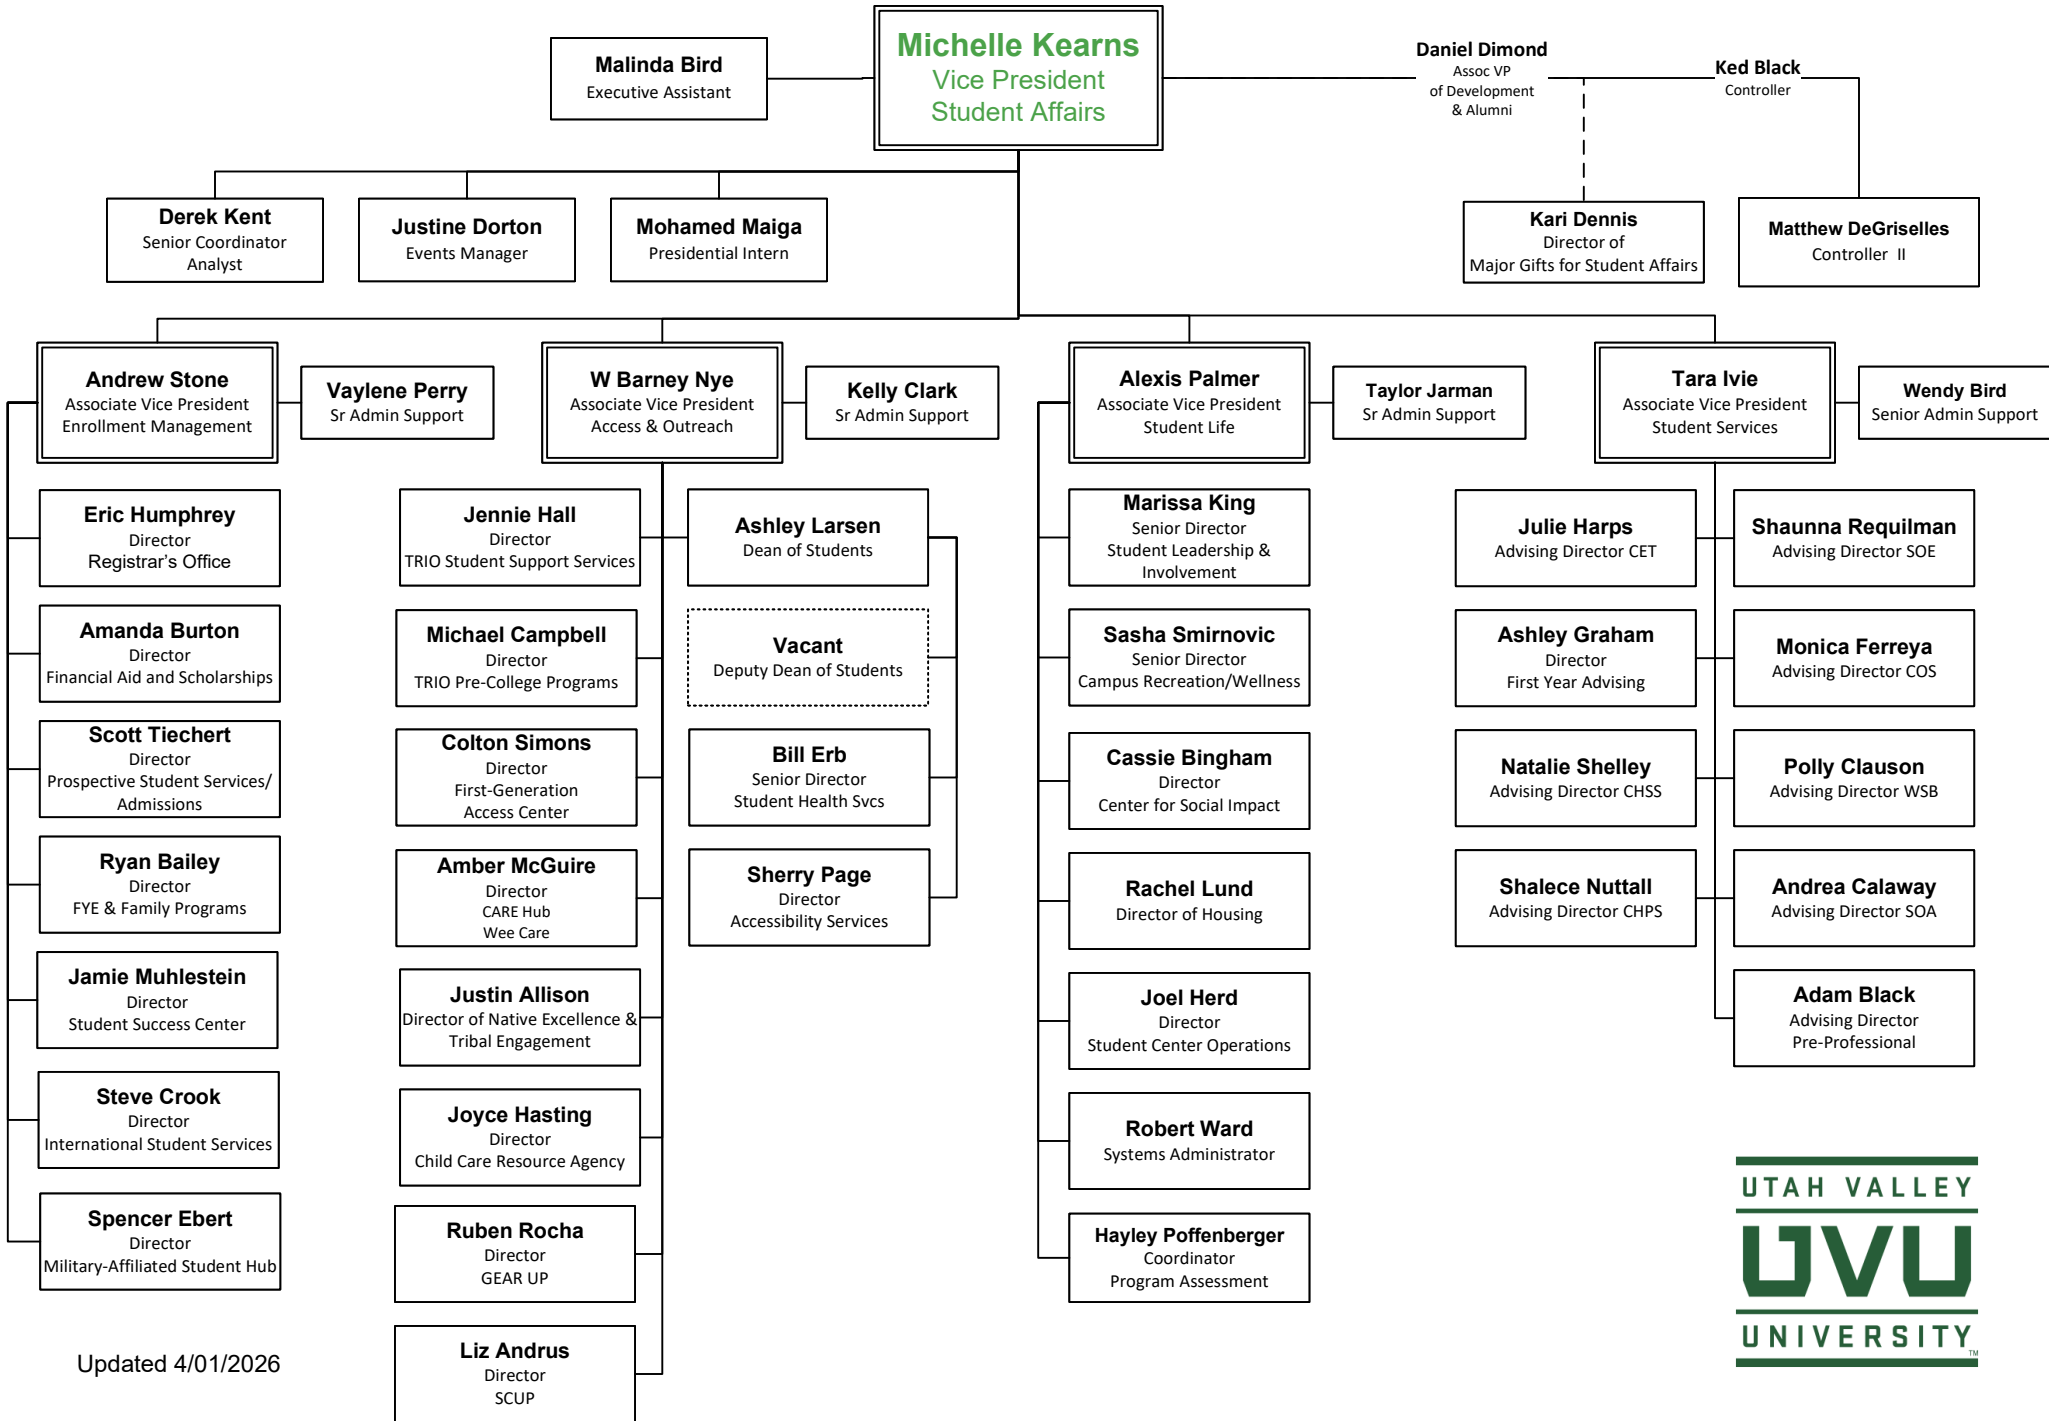 Michelle Kearns
Vice President
Student Affairs
Malinda Bird
Executive Assistant
Daniel Dimond
Assoc VP
of Development
& Alumni
Ked Black
Controller
Derek Kent
Senior Coordinator
Analyst
Justine Dorton
Events Manager
Mohamed Maiga
Presidential Intern
Kari Dennis
Director of
Major Gifts for Student Affairs
Matthew DeGriselles
Controller II
Andrew Stone
Associate Vice President
Enrollment Management
Vaylene Perry
Sr Admin Support
W Barney Nye
Associate Vice President
Access & Outreach
Kelly Clark
Sr Admin Support
Alexis Palmer
Associate Vice President
Student Life
Taylor Jarman
Sr Admin Support
Tara Ivie
Associate Vice President
Student Services
Wendy Bird
Senior Admin Support
Eric Humphrey
Director
Registrar’s Office
Amanda Burton
Director
Financial Aid and Scholarships
Scott Tiechert
Director
Prospective Student Services/
Admissions
Ryan Bailey
Director
FYE & Family Programs
Jamie Muhlestein
Director
Student Success Center
Steve Crook
Director
International Student Services
Spencer Ebert
Director
Military-Affiliated Student Hub
Jennie Hall
Director
TRIO Student Support Services
Michael Campbell
Director
TRIO Pre-College Programs
Colton Simons
Director
First-Generation
Access Center
Amber McGuire
Director
CARE Hub
Wee Care
Justin Allison
Director of Native Excellence &
Tribal Engagement
Joyce Hasting
Director
Child Care Resource Agency
Ruben Rocha
Director
GEAR UP
Liz Andrus
Director
SCUP
Ashley Larsen
Dean of Students
Vacant
Deputy Dean of Students
Bill Erb
Senior Director
Student Health Svcs
Sherry Page
Director
Accessibility Services
Marissa King
Senior Director
Student Leadership &
Involvement
Sasha Smirnovic
Senior Director
Campus Recreation/Wellness
Cassie Bingham
Director
Center for Social Impact
Rachel Lund
Director of Housing
Joel Herd
Director
Student Center Operations
Robert Ward
Systems Administrator
Hayley Poffenberger
Coordinator
Program Assessment
Julie Harps
Advising Director CET
Ashley Graham
Director
First Year Advising
Natalie Shelley
Advising Director CHSS
Shalece Nuttall
Advising Director CHPS
Shaunna Requilman
Advising Director SOE
Monica Ferreya
Advising Director COS
Polly Clauson
Advising Director WSB
Andrea Calaway
Advising Director SOA
Adam Black
Advising Director
Pre-Professional
Updated 4/01/2026
UTAH VALLEY
UVU
UNIVERSITY
TM